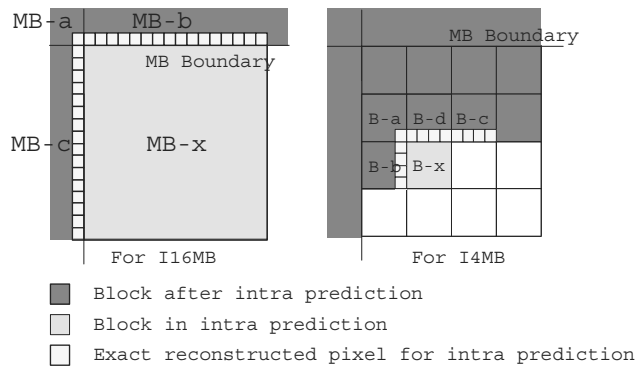 MB-a MB-b
MB Boundary
MB-c MB-x
For I16MB
MB Boundary
B-a B-d B-c
B-b B-x
For I4MB
Block after intra prediction
Block in intra prediction
Exact reconstructed pixel for intra prediction